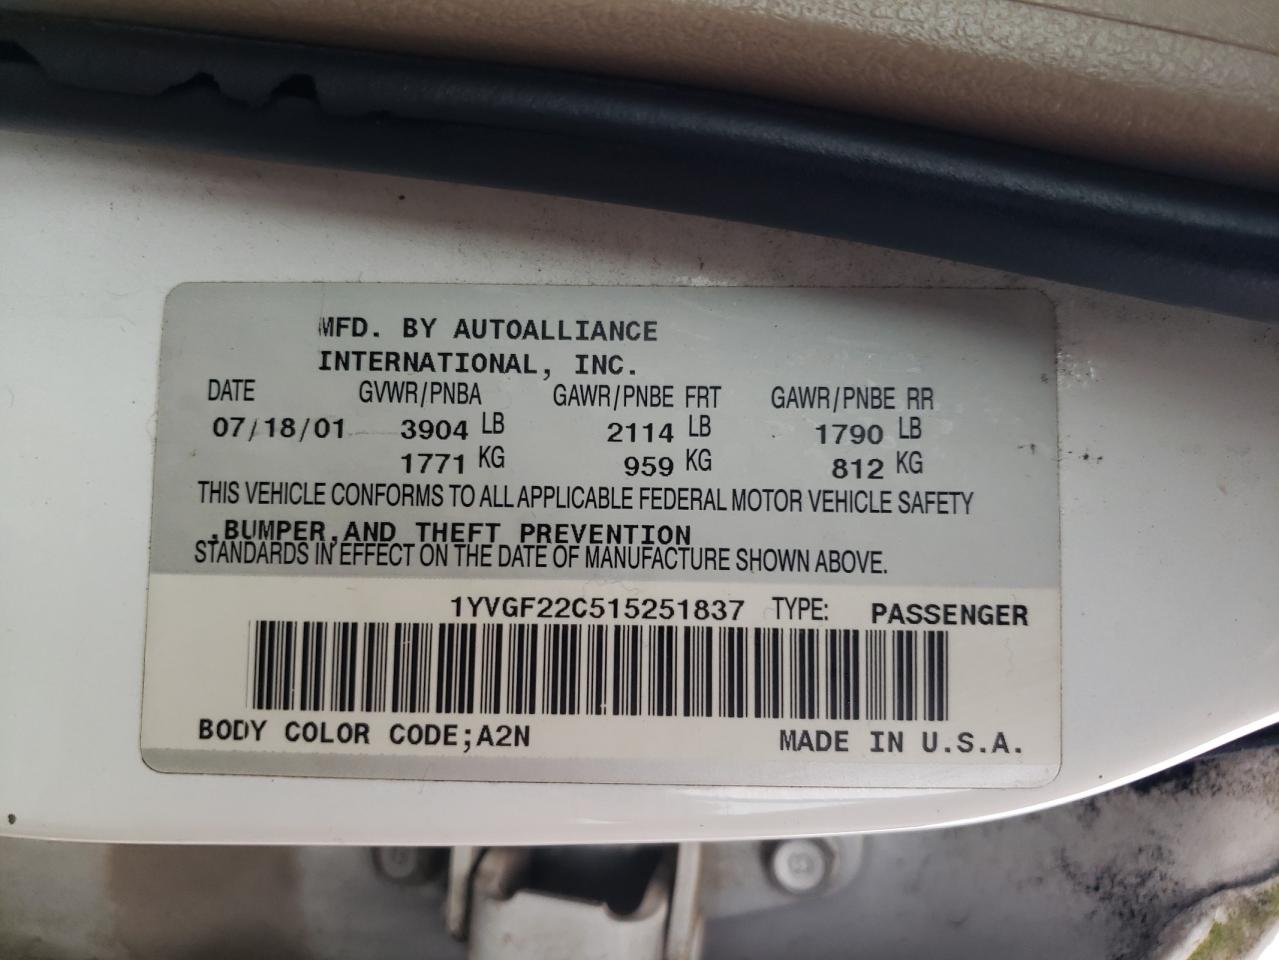 MFD. BY AUTOALLIANCE
INTERNATIONAL, INC.
DATE GVWR/PNBA GAWR/PNBE FRT GAWR/PNBE RR
07/18/01 3904 LB 2114 LB 1790 LB
1771 KG 959 KG 812 KG
THIS VEHICLE CONFORMS TO ALL APPLICABLE FEDERAL MOTOR VEHICLE SAFETY
,BUMPER,AND THEFT PREVENTION
STANDARDS IN EFFECT ON THE DATE OF MANUFACTURE SHOWN ABOVE.
1YVGF22C515251837 TYPE: PASSENGER
BODY COLOR CODE;A2N MADE IN U.S.A.